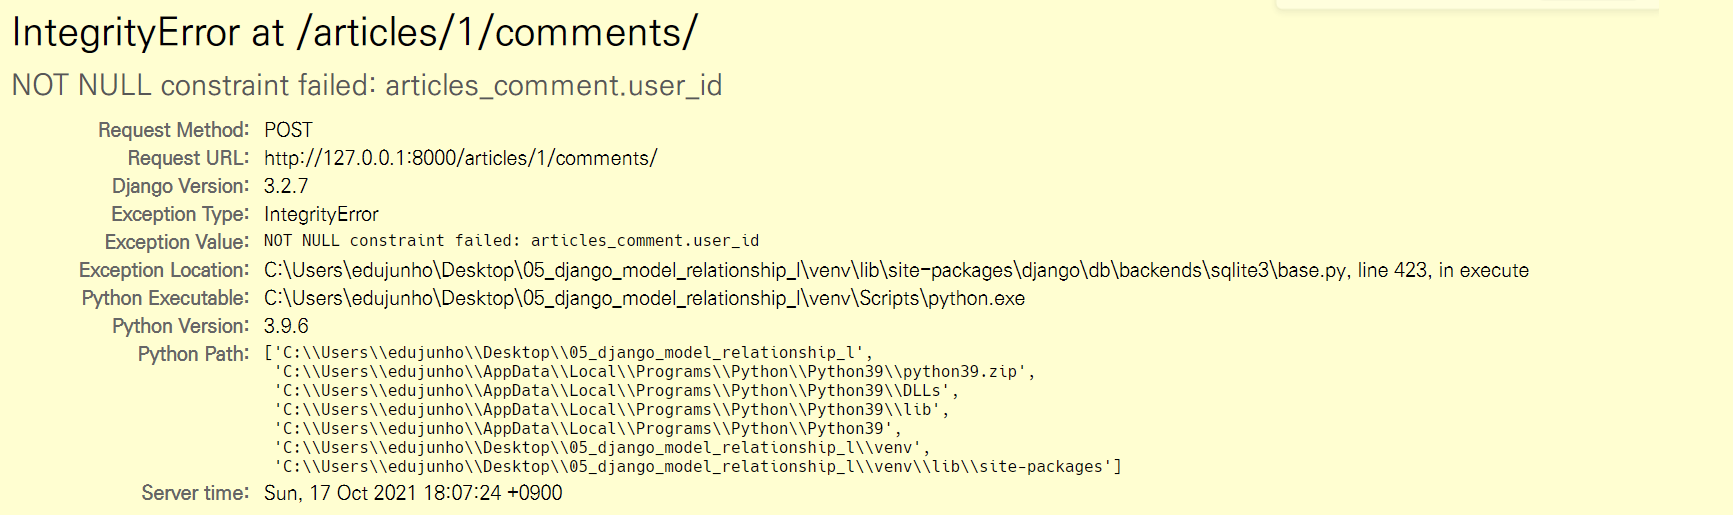 IntegrityError at /articles/1/comments/
NOT NULL constraint failed: articles_comment.user_id
Request Method: POST
Request URL: http://127.0.0.1:8000/articles/1/comments/
Django Version: 3.2.7
Exception Type: IntegrityError
Exception Value: NOT NULL constraint failed: articles_comment.user_id
Exception Location: C:\Users\edujunho\Desktop\05_django_model_relationship_l\venv\lib\site-packages\django\db\backends\sqlite3\base.py, line 423, in execute
Python Executable: C:\Users\edujunho\Desktop\05_django_model_relationship_l\venv\Scripts\python.exe
Python Version: 3.9.6
Python Path: ['C:\\Users\\edujunho\\Desktop\\05_django_model_relationship_l',
'C:\\Users\\edujunho\\AppData\\Local\\Programs\\Python\\Python39\\python39.zip',
'C:\\Users\\edujunho\\AppData\\Local\\Programs\\Python\\Python39\\DLLs',
'C:\\Users\\edujunho\\AppData\\Local\\Programs\\Python\\Python39\\lib',
'C:\\Users\\edujunho\\AppData\\Local\\Programs\\Python\\Python39',
'C:\\Users\\edujunho\\Desktop\\05_django_model_relationship_l\\venv',
'C:\\Users\\edujunho\\Desktop\\05_django_model_relationship_l\\venv\\lib\\site-packages']
Server time: Sun, 17 Oct 2021 18:07:24 +0900